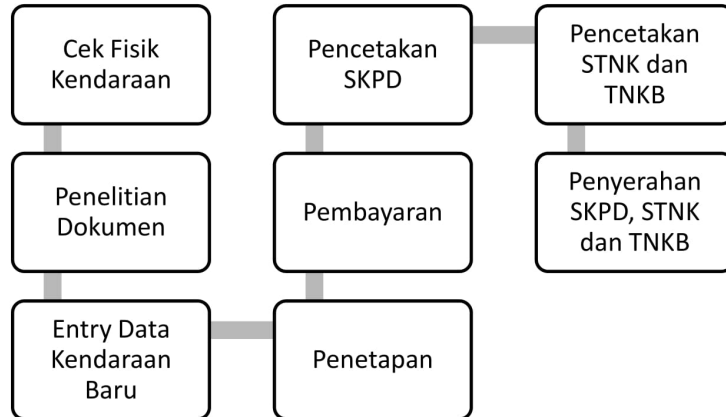 Cek Fisik
Kendaraan
Penelitian
Dokumen
Entry Data
Kendaraan
Baru
Penetapan
Pembayaran
Pencetakan
SKPD
Pencetakan
STNK dan
TNKB
Penyerahan
SKPD, STNK
dan TNKB